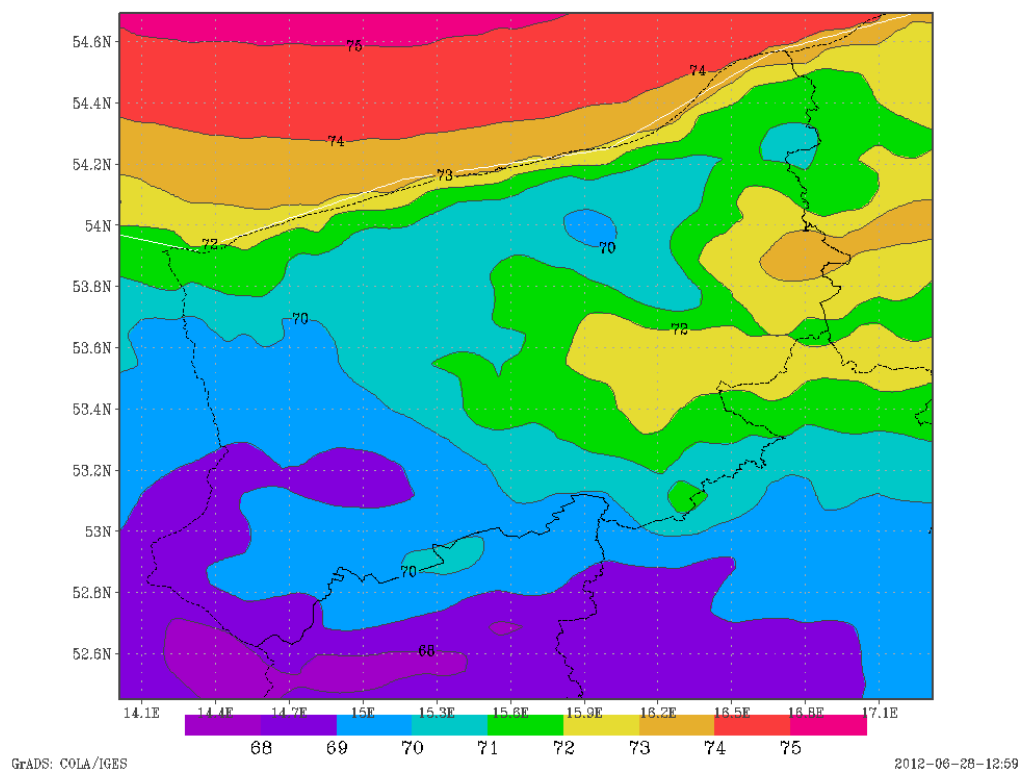 54.6N
75
74
54.4N
74
54.2N
73
54N
72
70
53.8N
70
72
53.6N
53.4N
53.2N
53N
70
52.8N
68
52.6N
14.1E 14.4E 14.7E 15E 15.3E 15.6E 15.9E 16.2E 16.5E 16.8E 17.1E
68 69 70 71 72 73 74 75
GrADS: COLA/IGES 2012-06-28-12:59